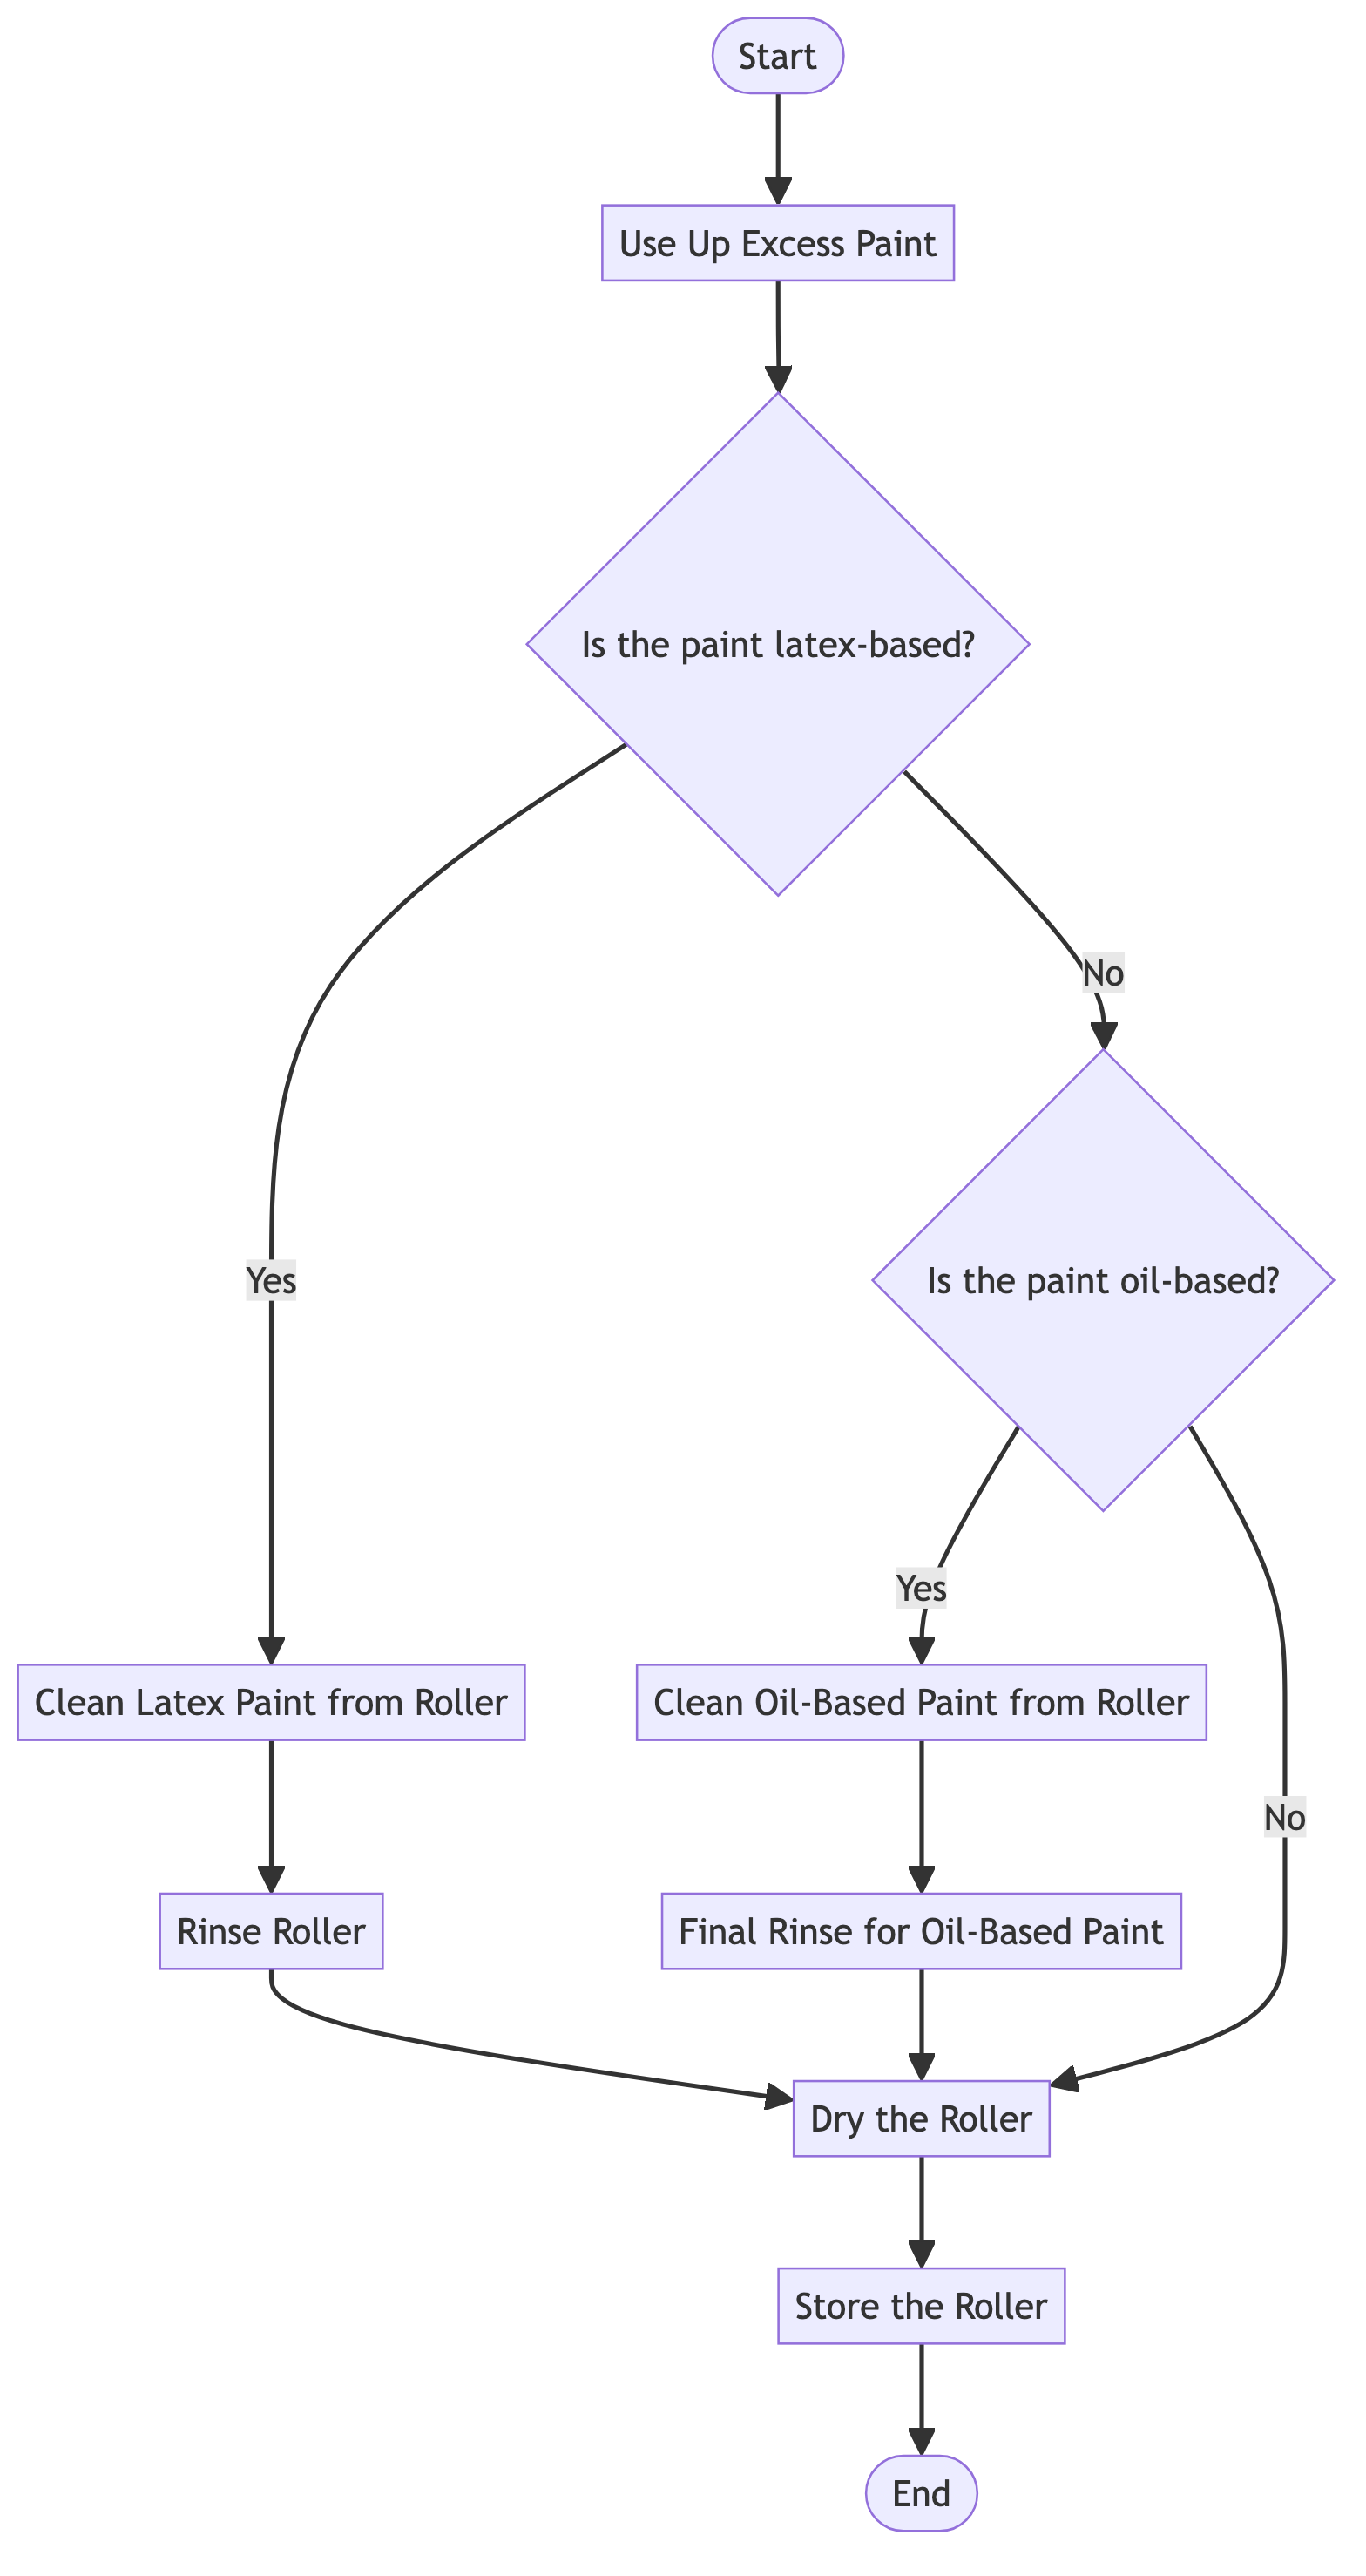 Start
Use Up Excess Paint
Is the paint latex-based?
No
Yes
Is the paint oil-based?
Yes
Clean Latex Paint from Roller
Clean Oil-Based Paint from Roller
No
Rinse Roller
Final Rinse for Oil-Based Paint
Dry the Roller
Store the Roller
End